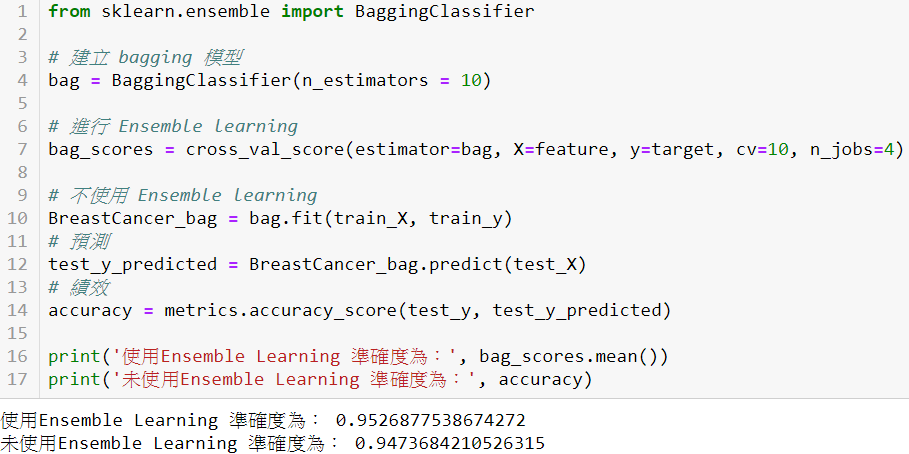 1 from sklearn.ensemble import BaggingClassifier
2
3 # 建立 bagging 模型
4 bag = BaggingClassifier(n_estimators = 10)
5
6 # 進行 Ensemble learning
7 bag_scores = cross_val_score(estimator=bag, X=feature, y=target, cv=10, n_jobs=4)
8
9 # 不使用 Ensemble learning
10 BreastCancer_bag = bag.fit(train_X, train_y)
11 # 預測
12 test_y_predicted = BreastCancer_bag.predict(test_X)
13 # 績效
14 accuracy = metrics.accuracy_score(test_y, test_y_predicted)
15
16 print('使用Ensemble Learning 準確度為：', bag_scores.mean())
17 print('未使用Ensemble Learning 準確度為：', accuracy)
使用Ensemble Learning 準確度為： 0.9526877538674272
未使用Ensemble Learning 準確度為： 0.9473684210526315